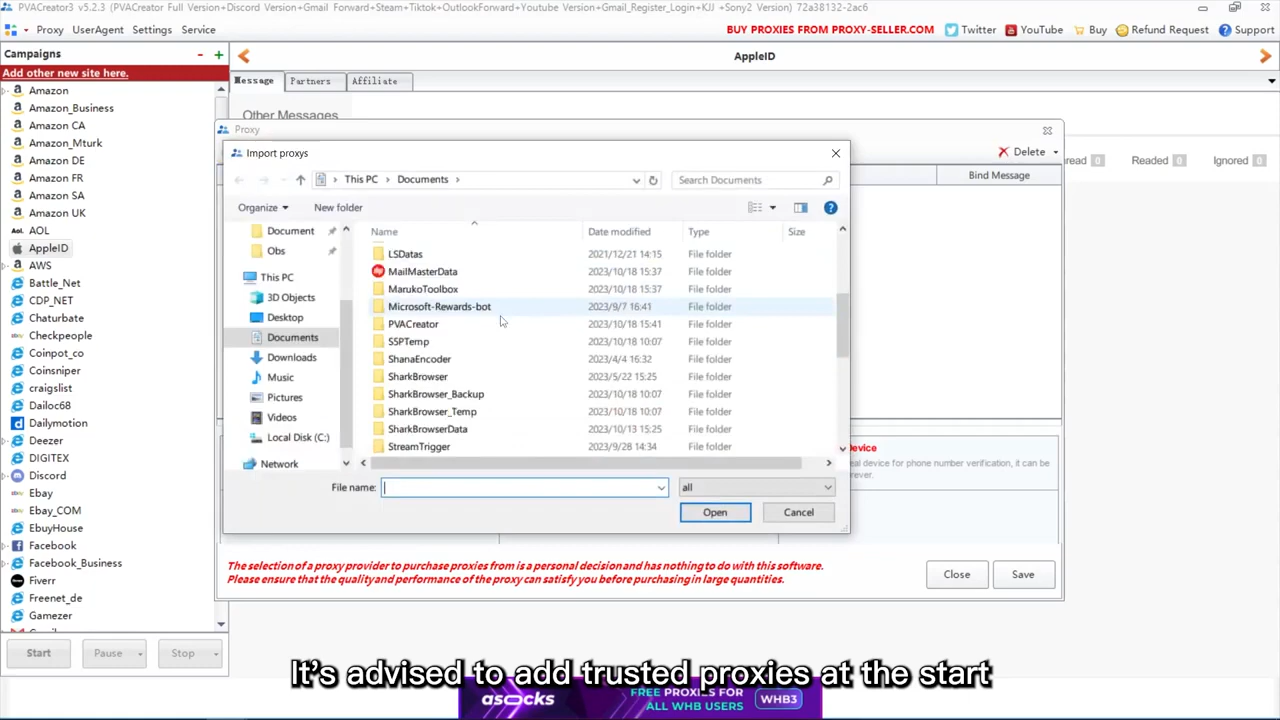 PVACreator3 v5.2.3 PVACreator Full Version+Discord Version+Gmail Forward+Steam+Tiktok+OutlookForward+Youtube Version+Gmail_Register_Login+KJJ +Sony2 Version) 72a38132-2ac6
Proxy UserAgent Settings Service
BUY PROXIES FROM PROXY-SELLER.COM Twitter YouTube Buy Refund Request Support
Campaigns - +
AppleID
Add other new site here.
Message Partners Affiliate
Amazon
Amazon_Business
Amazon CA
Amazon_Mturk
Amazon DE
Amazon FR
Amazon SA
Amazon UK
AOL
AppleID
AWS
Battle_Net
CDP_NET
Chaturbate
Checkpeople
Coinpot_co
Coinsniper
craigslist
Dailoc68
Dailymotion
Deezer
DIGITEX
Discord
Ebay
Ebay_COM
EbuyHouse
Facebook
Facebook_Business
Fiverr
Freenet_de
Gamezer
Start Pause Stop
Other Messages
Proxy
Delete
read 0 Readed 0 Ignored 0
Bind Message
Import proxys
This PC > Documents >
Search Documents
Organize New folder
Document
Obs
This PC
3D Objects
Desktop
Documents
Downloads
Music
Pictures
Videos
Local Disk (C:)
Network
Name Date modified Type Size
LSDatas 2021/12/21 14:15 File folder
MailMasterData 2023/10/18 15:37 File folder
MarukoToolbox 2023/10/18 15:37 File folder
Microsoft-Rewards-bot 2023/9/7 16:41 File folder
PVACreator 2023/10/18 15:41 File folder
SSPTemp 2023/10/18 10:07 File folder
ShanaEncoder 2023/4/4 16:32 File folder
SharkBrowser 2023/5/22 15:25 File folder
SharkBrowser_Backup 2023/10/18 10:07 File folder
SharkBrowser_Temp 2023/10/18 10:07 File folder
SharkBrowserData 2023/10/13 15:25 File folder
StreamTrigger 2023/9/28 14:34 File folder
File name: all
Open Cancel
Device
eal device for phone number verification, it can be
rever.
The selection of a proxy provider to purchase proxies from is a personal decision and has nothing to do with this software.
Please ensure that the quality and performance of the proxy can satisfy you before purchasing in large quantities.
Close Save
It's advised to add trusted proxies at the start
asocks FREE PROXIES FOR ALL WHB USERS WHB3